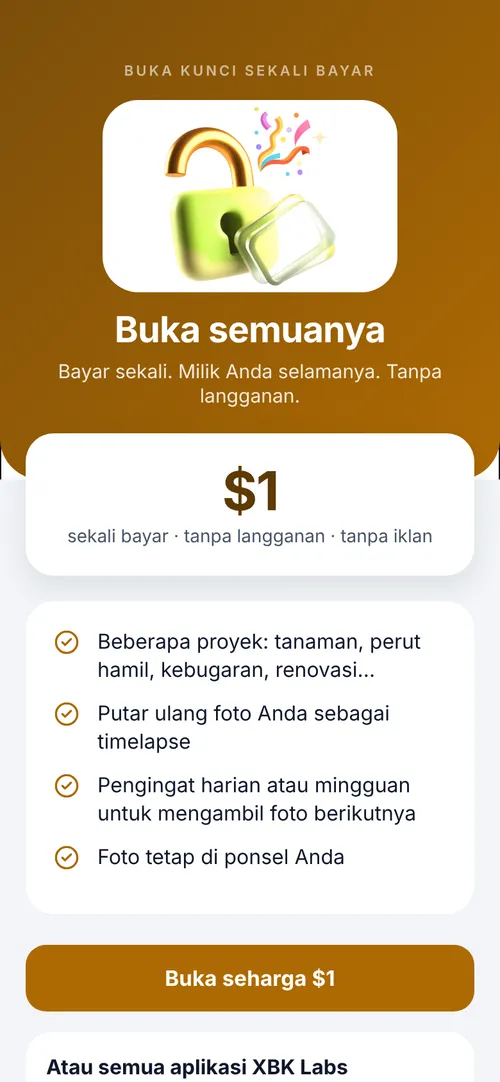 BUKA KUNCI SEKALI BAYAR
Buka semuanya
Bayar sekali. Milik Anda selamanya. Tanpa
langganan.
$1
sekali bayar · tanpa langganan · tanpa iklan
Beberapa proyek: tanaman, perut
hamil, kebugaran, renovasi...
Putar ulang foto Anda sebagai
timelapse
Pengingat harian atau mingguan
untuk mengambil foto berikutnya
Foto tetap di ponsel Anda
Buka seharga $1
Atau semua aplikasi XBK Labs